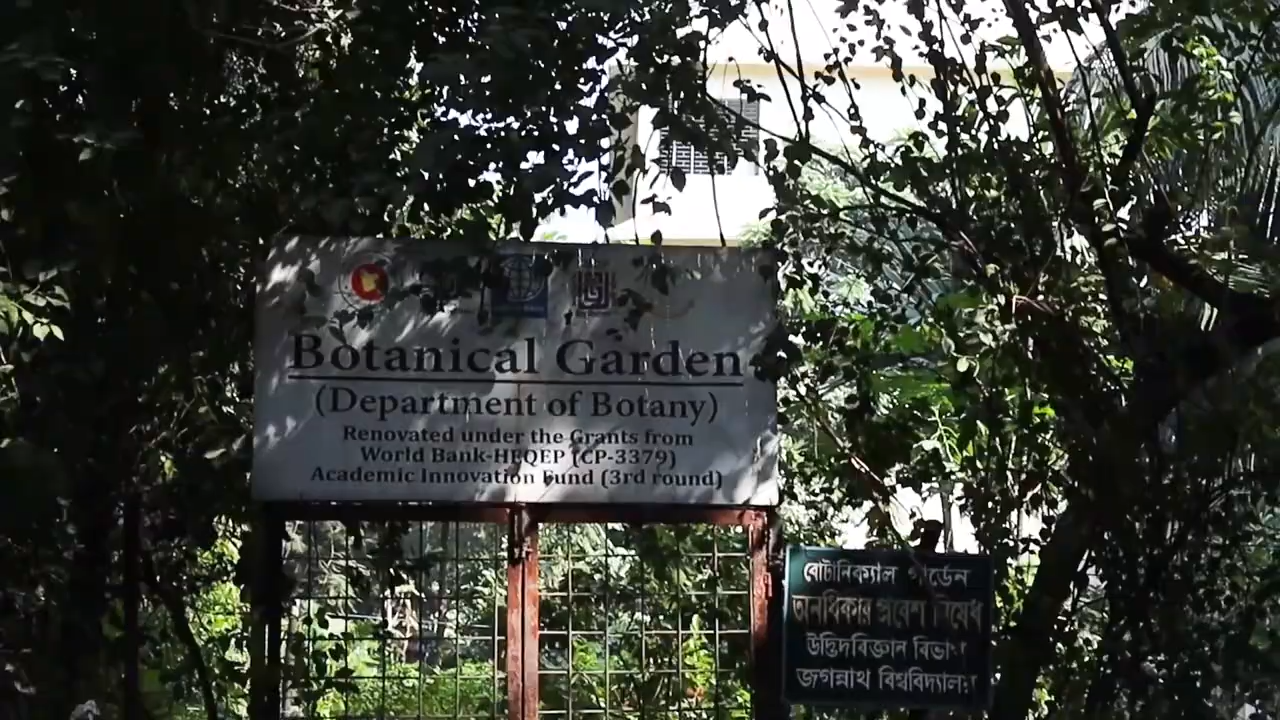 Botanical Garden
(Department of Botany)
Renovated under the Grants from
World Bank-HEQEP (CP-3379)
Academic Innovation Fund (3rd round)
বোটানিক্যাল গার্ডেন
অনধিকার প্রবেশ নিষেধ
উদ্ভিদবিজ্ঞান বিভাগ
জগন্নাথ বিশ্ববিদ্যালয়